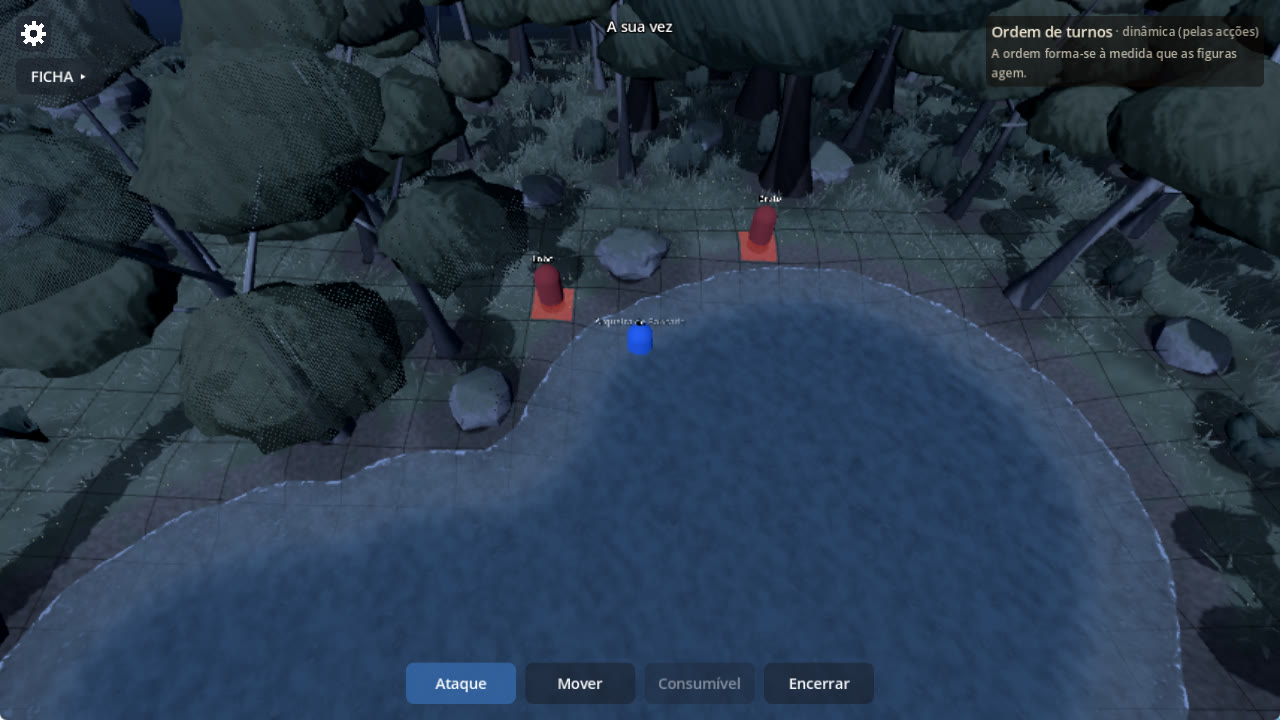 A sua vez
Ordem de turnos · dinâmica (pelas acções)
A ordem forma-se à medida que as figuras
agem.
FICHA ▸
Ataque
Mover
Consumível
Encerrar